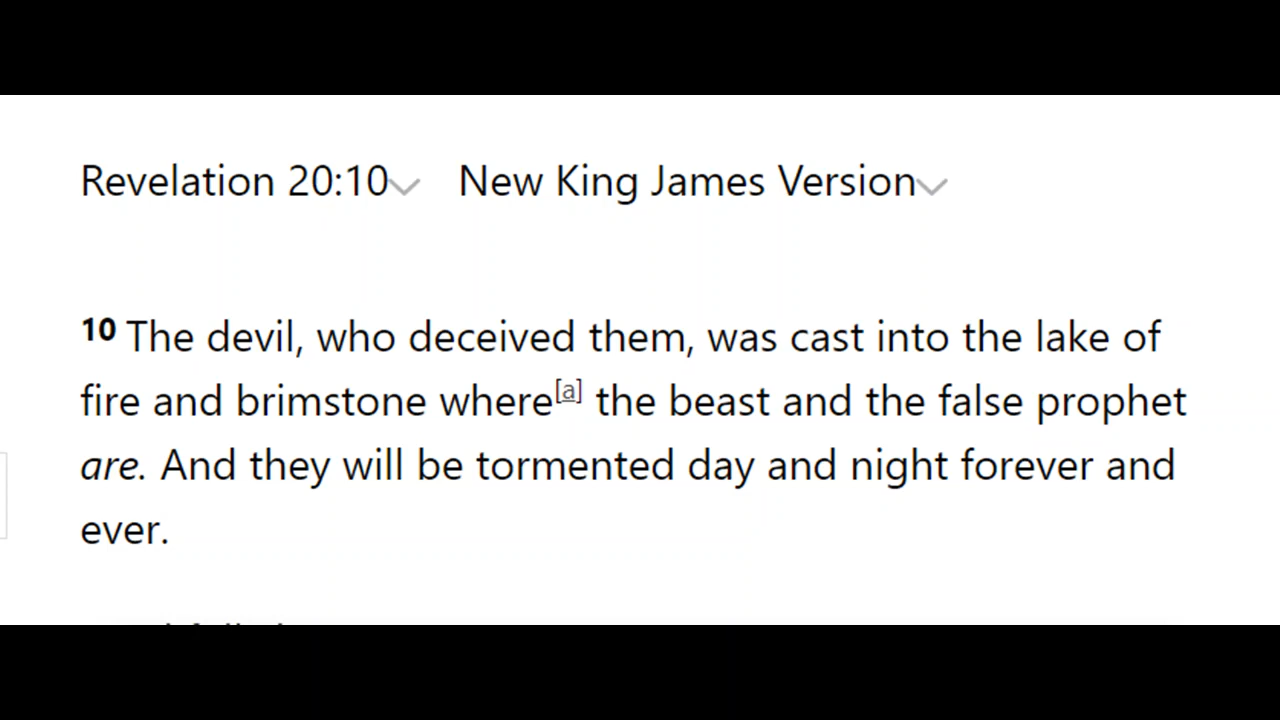 Revelation 20:10 New King James Version
10 The devil, who deceived them, was cast into the lake of
fire and brimstone where[a] the beast and the false prophet
are. And they will be tormented day and night forever and
ever.